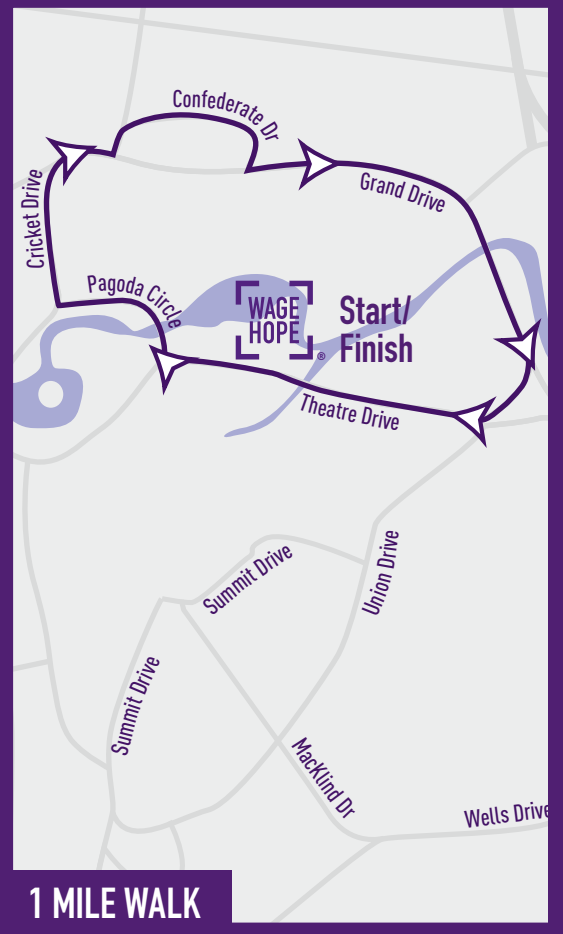 Confederate Dr
Grand Drive
Cricket Drive
Pagoda Circle
WAGE
HOPE
®
Start/
Finish
Theatre Drive
Summit Drive
Union Drive
Summit Drive
MacKlind Dr
Wells Drive
1 MILE WALK